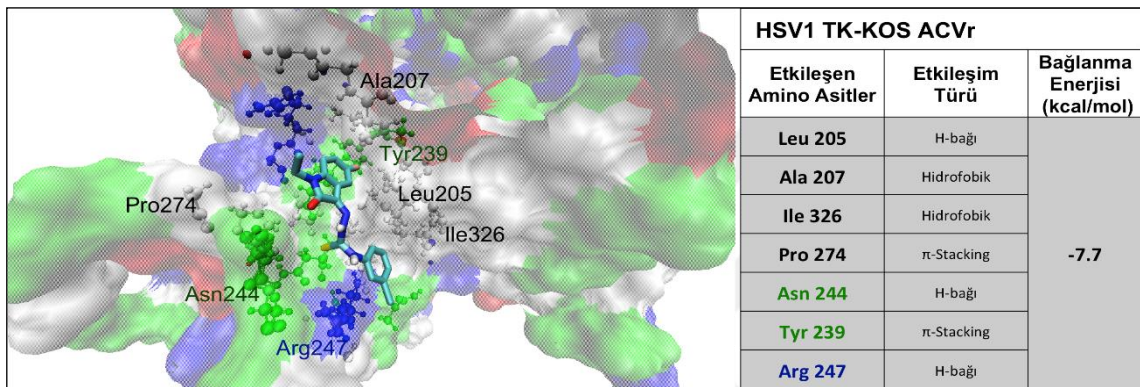 Ala207
Tyr239
Pro274
Leu205
Ile326
Asn244
Arg247
HSV1 TK-KOS ACVr
Etkileşen
Amino Asitler
Etkileşim
Türü
Bağlanma
Enerjisi
(kcal/mol)
Leu 205
H-bağı
Ala 207
Hidrofobik
Ile 326
Hidrofobik
Pro 274
π-Stacking
-7.7
Asn 244
H-bağı
Tyr 239
π-Stacking
Arg 247
H-bağı